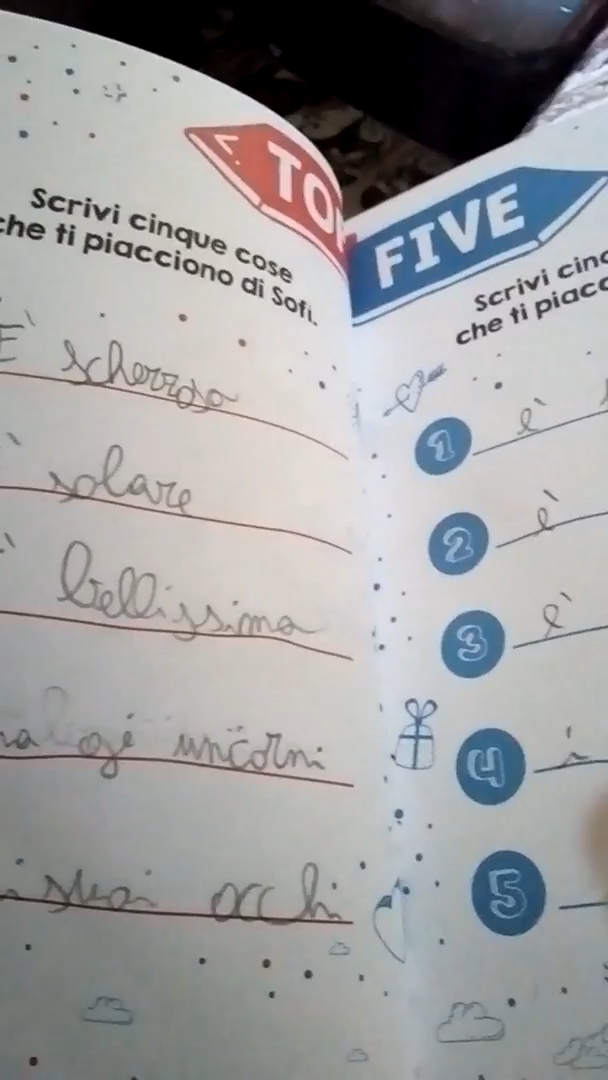 TOP
Scrivi cinque cose
che ti piacciono di Sofi.
È scherzosa
è solare
è bellissima
unicorni
i suoi occhi
FIVE
Scrivi cinq
che ti piacc
1 è
2 è
3 è
4 i
5